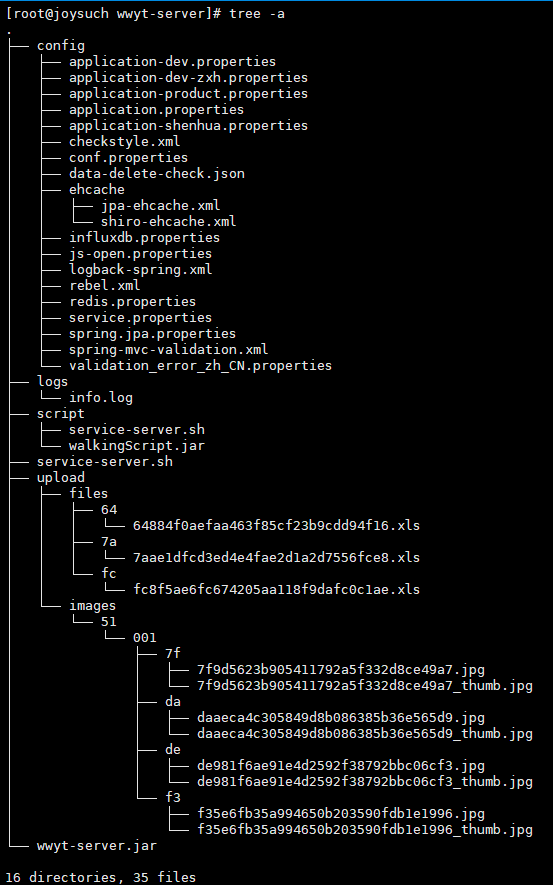 [root@joysuch wwyt-server]# tree -a
.
├── config
│   ├── application-dev.properties
│   ├── application-dev-zxh.properties
│   ├── application-product.properties
│   ├── application.properties
│   ├── application-shenhua.properties
│   ├── checkstyle.xml
│   ├── conf.properties
│   ├── data-delete-check.json
│   ├── ehcache
│   │   ├── jpa-ehcache.xml
│   │   └── shiro-ehcache.xml
│   ├── influxdb.properties
│   ├── js-open.properties
│   ├── logback-spring.xml
│   ├── rebel.xml
│   ├── redis.properties
│   ├── service.properties
│   ├── spring.jpa.properties
│   ├── spring-mvc-validation.xml
│   └── validation_error_zh_CN.properties
├── logs
│   └── info.log
├── script
│   ├── service-server.sh
│   └── walkingScript.jar
├── service-server.sh
├── upload
│   ├── files
│   │   ├── 64
│   │   │   └── 64884f0aefaa463f85cf23b9cdd94f16.xls
│   │   ├── 7a
│   │   │   └── 7aae1dfcd3ed4e4fae2d1a2d7556fce8.xls
│   │   └── fc
│   │       └── fc8f5ae6fc674205aa118f9dafc0c1ae.xls
│   └── images
│       └── 51
│           └── 001
│               ├── 7f
│               │   ├── 7f9d5623b905411792a5f332d8ce49a7.jpg
│               │   └── 7f9d5623b905411792a5f332d8ce49a7_thumb.jpg
│               ├── da
│               │   ├── daaeca4c305849d8b086385b36e565d9.jpg
│               │   └── daaeca4c305849d8b086385b36e565d9_thumb.jpg
│               ├── de
│               │   ├── de981f6ae91e4d2592f38792bbc06cf3.jpg
│               │   └── de981f6ae91e4d2592f38792bbc06cf3_thumb.jpg
│               └── f3
│                   ├── f35e6fb35a994650b203590fdb1e1996.jpg
│                   └── f35e6fb35a994650b203590fdb1e1996_thumb.jpg
└── wwyt-server.jar
16 directories, 35 files